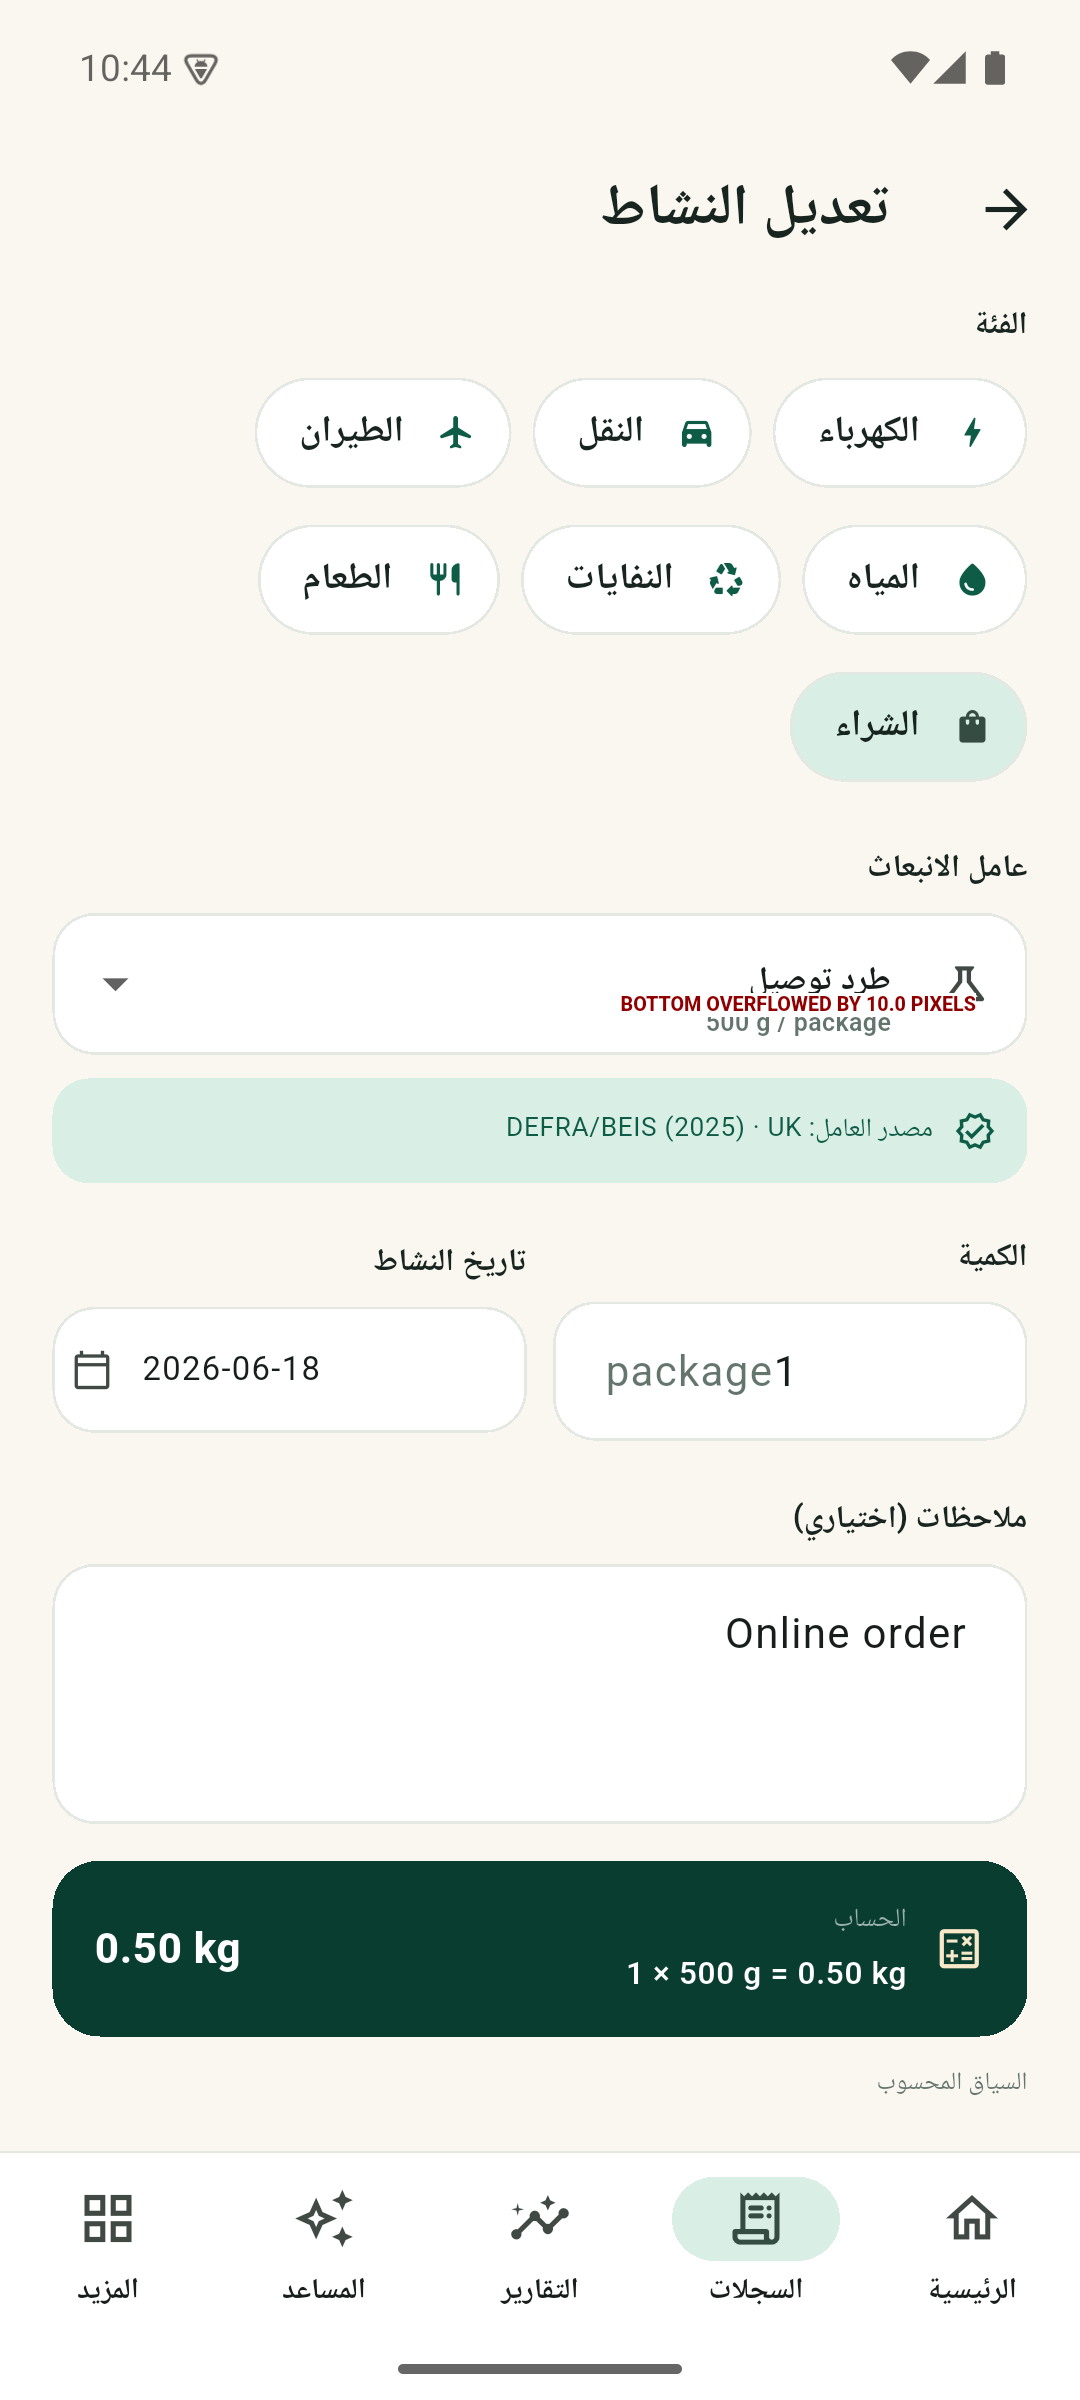 10:44
تعديل النشاط
الفئة
الكهرباء
النقل
الطيران
المياه
النفايات
الطعام
الشراء
عامل الانبعاث
طرد توصيل
BOTTOM OVERFLOWED BY 10.0 PIXELS
500 g / package
مصدر العامل: DEFRA/BEIS (2025) · UK
الكمية
تاريخ النشاط
package1
2026-06-18
ملاحظات (اختياري)
Online order
الحساب
1 × 500 g = 0.50 kg
0.50 kg
السياق المحسوب
الرئيسية
السجلات
التقارير
المساعد
المزيد